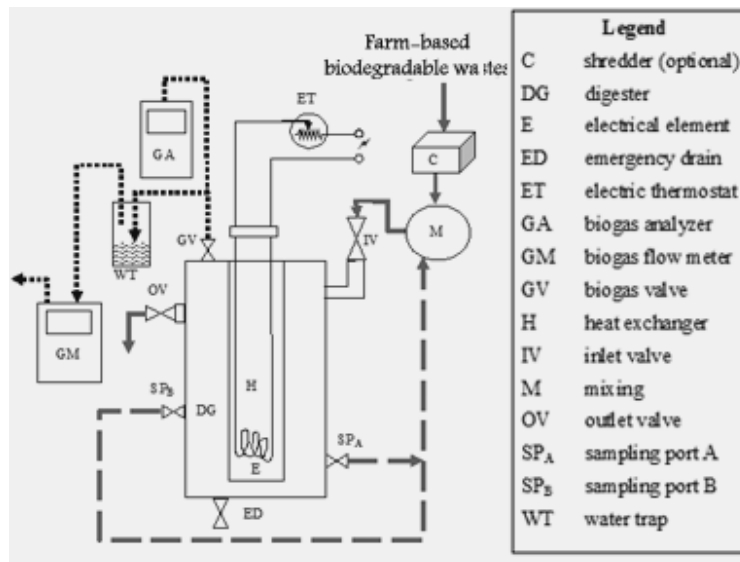 Farm-based
biodegradable wastes
ET
GA
C
GV
IV
M
WT
OV
GM
H
SPB
DG
SPA
E
ED
Legend
C shredder (optional)
DG digester
E electrical element
ED emergency drain
ET electric thermostat
GA biogas analyzer
GM biogas flow meter
GV biogas valve
H heat exchanger
IV inlet valve
M mixing
OV outlet valve
SPA sampling port A
SPB sampling port B
WT water trap